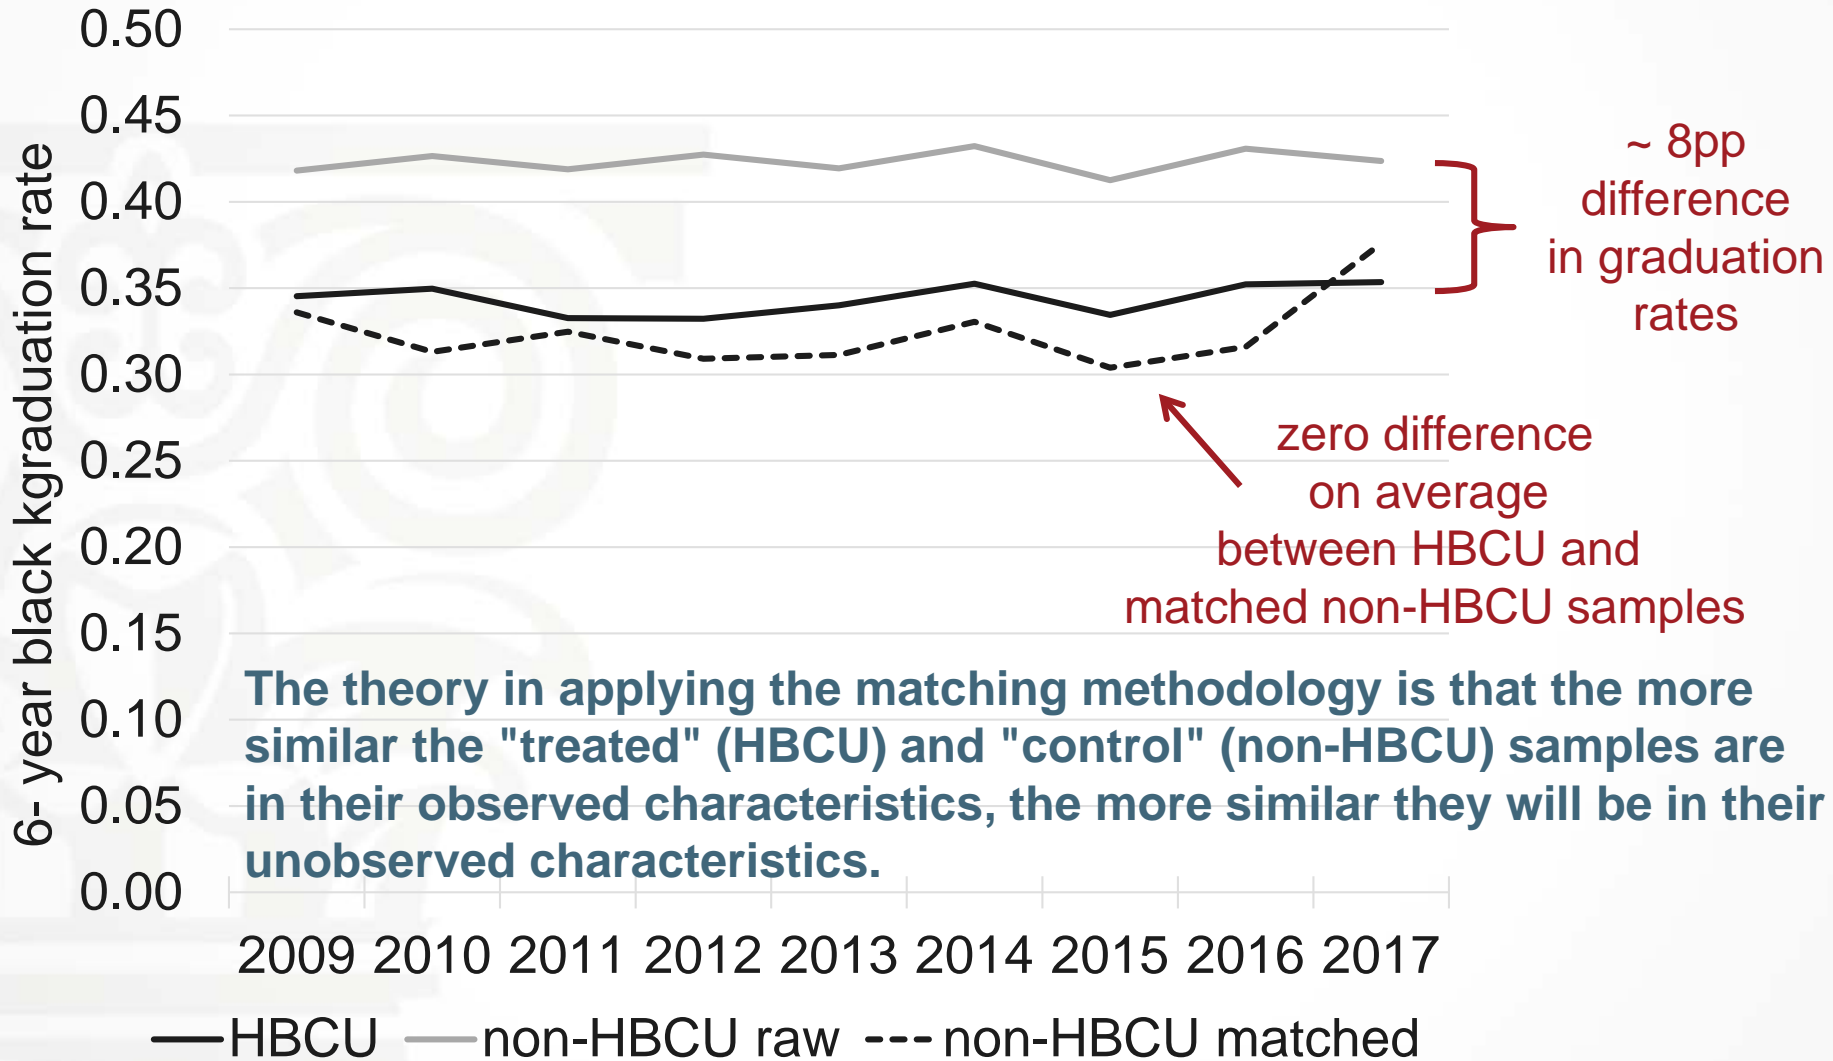 6- year black kgraduation rate
0.50
0.45
0.40
0.35
0.30
0.25
0.20
0.15
0.10
0.05
0.00
~ 8pp
difference
in graduation
rates
zero difference
on average
between HBCU and
matched non-HBCU samples
The theory in applying the matching methodology is that the more
similar the "treated" (HBCU) and "control" (non-HBCU) samples are
in their observed characteristics, the more similar they will be in their
unobserved characteristics.
2009 2010 2011 2012 2013 2014 2015 2016 2017
HBCU non-HBCU raw non-HBCU matched